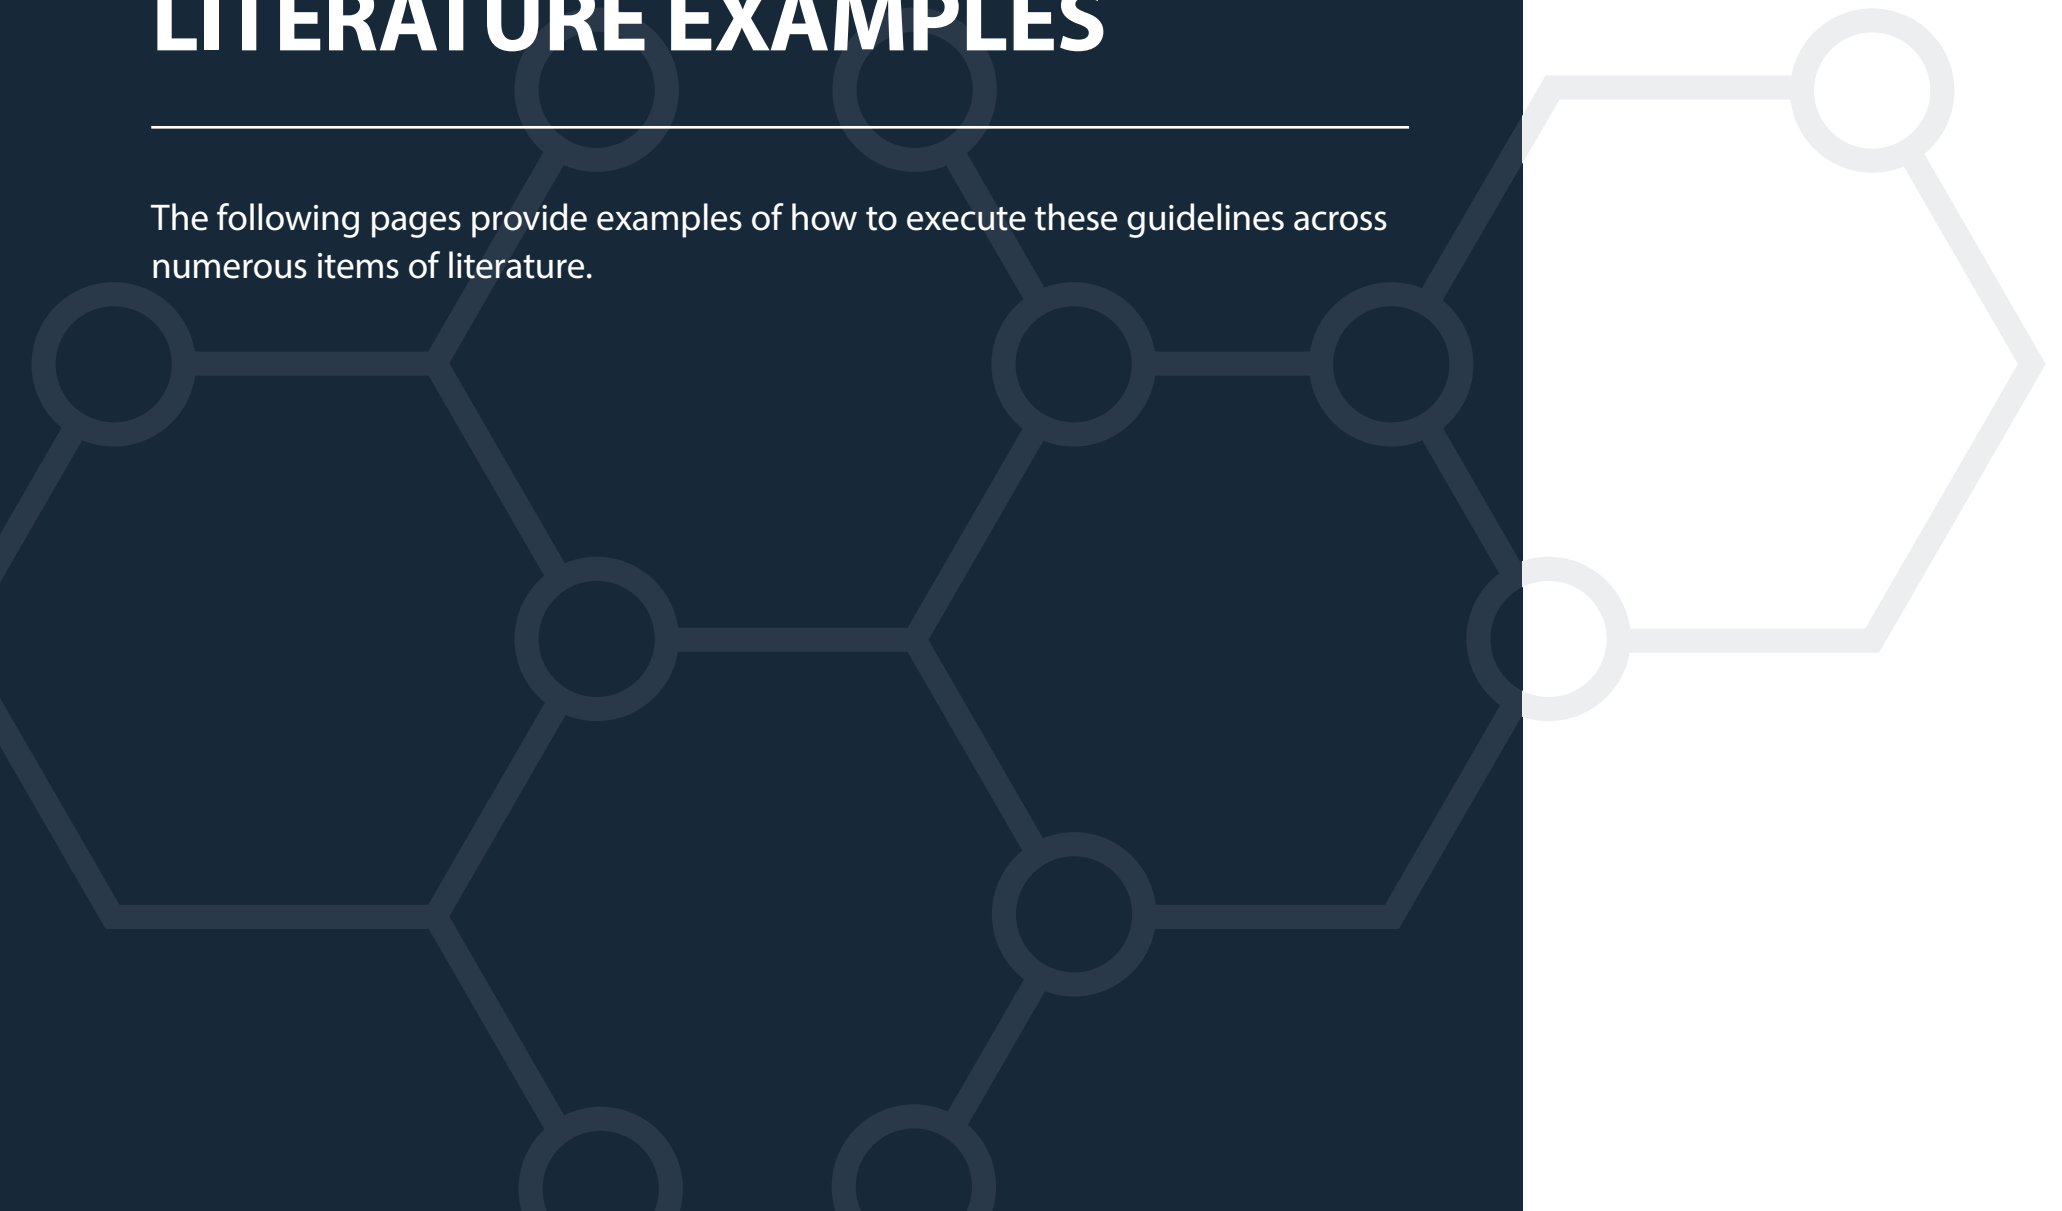 LITERATURE EXAMPLES
The following pages provide examples of how to execute these guidelines across
numerous items of literature.